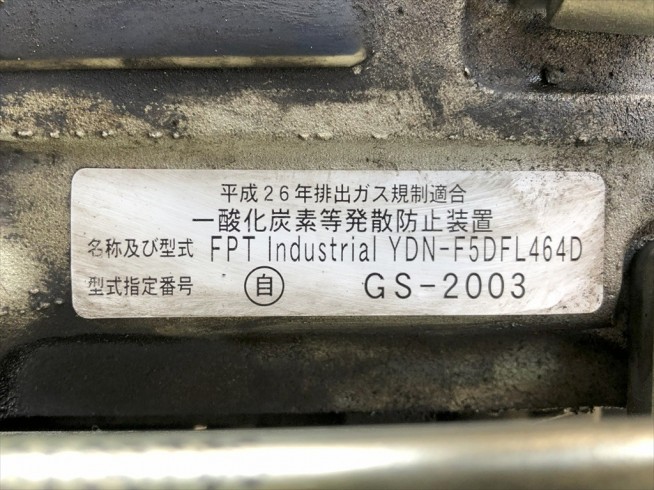 平成26年排出ガス規制適合
一酸化炭素等発散防止装置
名称及び型式 FPT Industrial YDN-F5DFL464D
型式指定番号 自 GS-2003